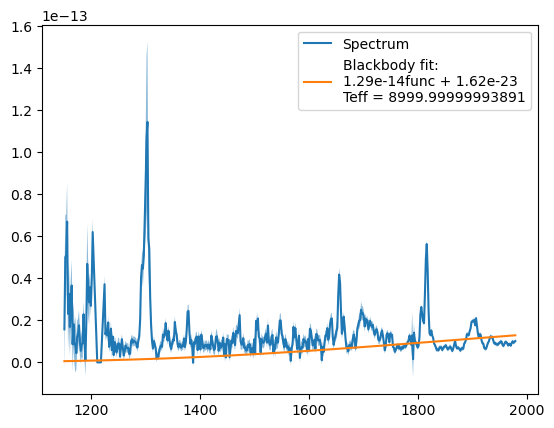 1e−13
1.6
1.4
1.2
1.0
0.8
0.6
0.4
0.2
0.0
1200 1400 1600 1800 2000
Spectrum
Blackbody fit:
1.29e-14func + 1.62e-23
Teff = 8999.99999993891